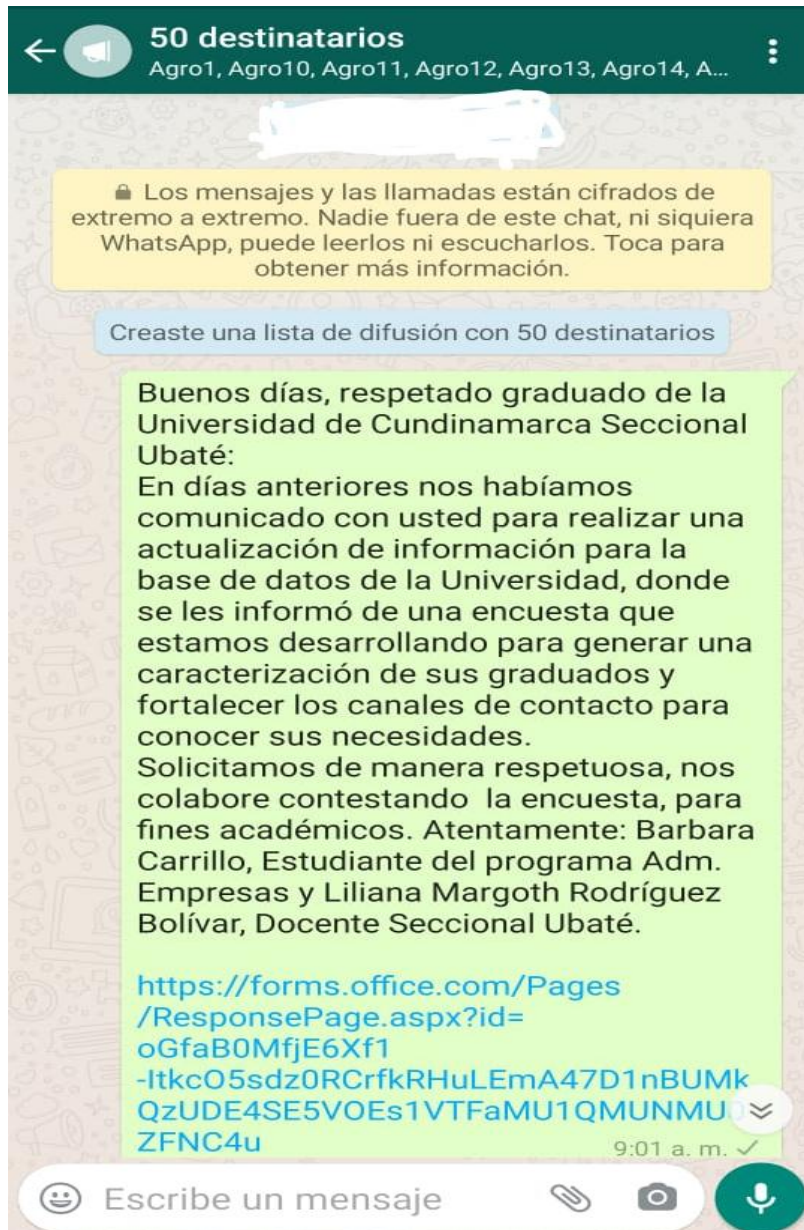 50 destinatarios
Agro1, Agro10, Agro11, Agro12, Agro13, Agro14, A...
Los mensajes y las llamadas están cifrados de
extremo a extremo. Nadie fuera de este chat, ni siquiera
WhatsApp, puede leerlos ni escucharlos. Toca para
obtener más información.
Creaste una lista de difusión con 50 destinatarios
Buenos días, respetado graduado de la
Universidad de Cundinamarca Seccional
Ubaté:
En días anteriores nos habíamos
comunicado con usted para realizar una
actualización de información para la
base de datos de la Universidad, donde
se les informó de una encuesta que
estamos desarrollando para generar una
caracterización de sus graduados y
fortalecer los canales de contacto para
conocer sus necesidades.
Solicitamos de manera respetuosa, nos
colabore contestando  la encuesta, para
fines académicos. Atentamente: Barbara
Carrillo, Estudiante del programa Adm.
Empresas y Liliana Margoth Rodríguez
Bolívar, Docente Seccional Ubaté.
https://forms.office.com/Pages
/ResponsePage.aspx?id=
oGfaB0MfjE6Xf1
-ItkcO5sdz0RCrfkRHuLEmA47D1nBUMk
ZFNC4u
9:01 a. m.
Escribe un mensaje